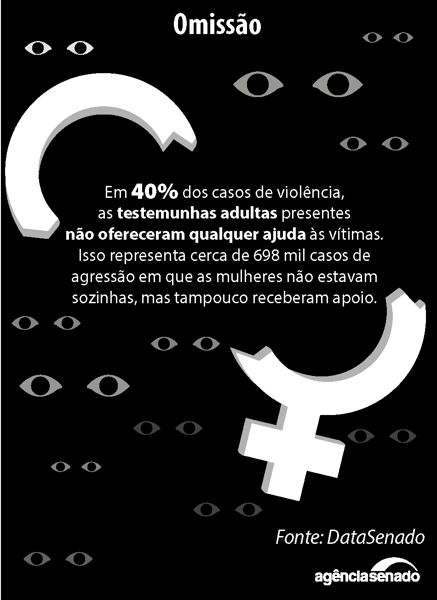 Omissão
Em 40% dos casos de violência,
as testemunhas adultas presentes
não ofereceram qualquer ajuda às vítimas.
Isso representa cerca de 698 mil casos de
agressão em que as mulheres não estavam
sozinhas, mas tampouco receberam apoio.
Fonte: DataSenado
agênciasenado